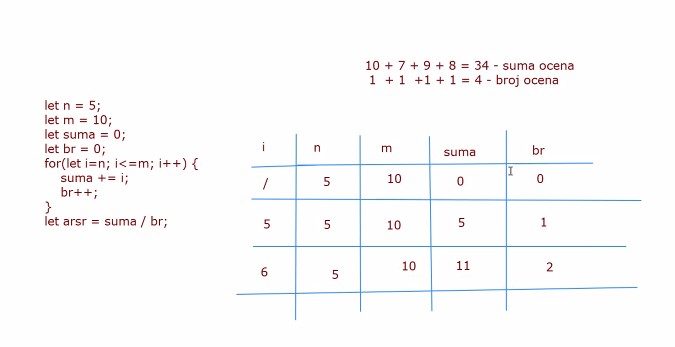 10 + 7 + 9 + 8 = 34 - suma ocena
1 + 1 +1 + 1 = 4 - broj ocena
let n = 5;
let m = 10;
let suma = 0;
let br = 0;
for(let i=n; i<=m; i++) {
suma += i;
br++;
}
let arsr = suma / br;
i n m suma br
/ 5 10 0 0
5 5 10 5 1
6 5 10 11 2